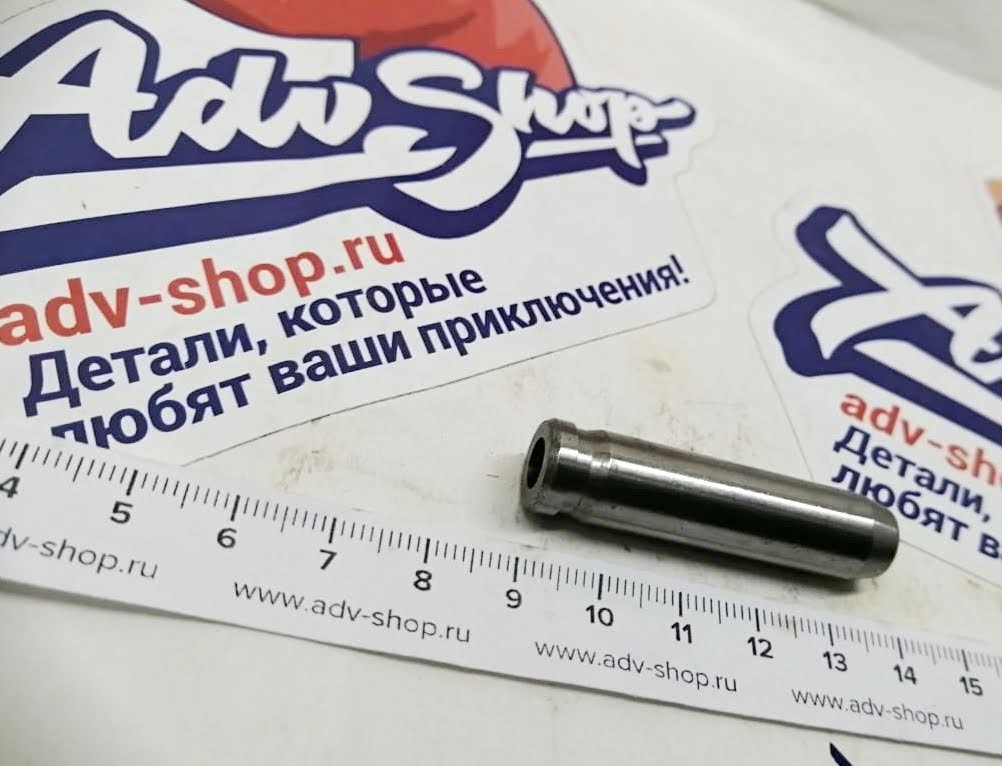 Adv Shop
adv-shop.ru
Детали, которые
любят ваши приключения!
adv-sh
Детали,
любят в
4 5 6 7 8 9 10 11 12 13 14 15
dv-shop.ru
www.adv-shop.ru
www.adv-shop.ru
www.adv-shop.ru